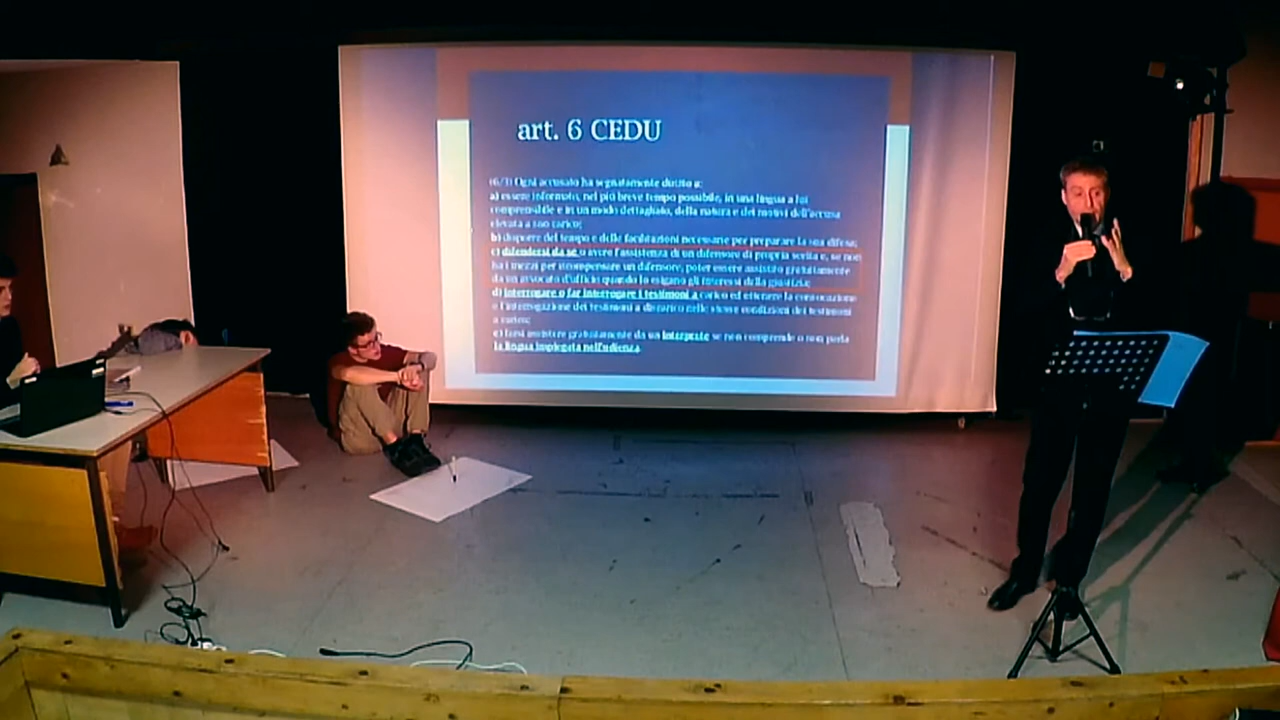 art. 6 CEDU
(6/3) Ogni accusato ha segnatamente diritto a:
a) essere informato, nel più breve tempo possibile, in una lingua a lui
comprensibile e in un modo dettagliato, della natura e dei motivi dell'accusa
elevata a suo carico;
b) disporre del tempo e delle facilitazioni necessarie per preparare la sua difesa;
c) difendersi da sé o avere l'assistenza di un difensore di propria scelta e, se non
ha i mezzi per ricompensare un difensore, poter essere assistito gratuitamente
da un avvocato d'ufficio quando lo esigano gli interessi della giustizia;
d) interrogare o far interrogare i testimoni a carico ed ottenere la convocazione
e l'interrogazione dei testimoni a discarico nelle stesse condizioni dei testimoni
a carico;
e) farsi assistere gratuitamente da un interprete se non comprende o non parla
la lingua impiegata nell'udienza.